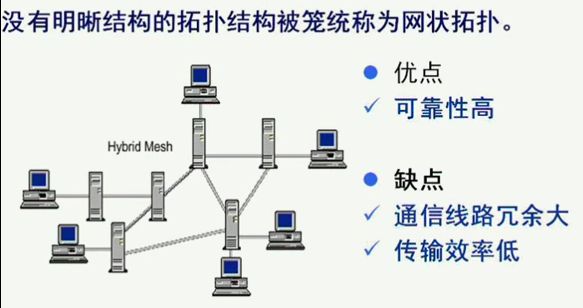 没有明晰结构的拓扑结构被笼统称为网状拓扑。
Hybrid Mesh
优点
可靠性高
缺点
通信线路冗余大
传输效率低